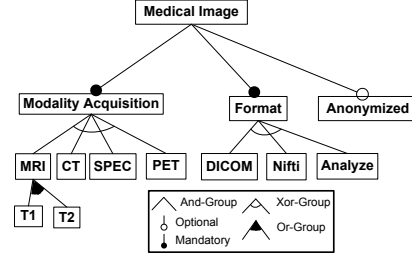 Medical Image
Modality Acquisition
Format
Anonymized
MRI CT SPEC PET
DICOM Nifti Analyze
T1 T2
And-Group Xor-Group
Optional
Or-Group
Mandatory